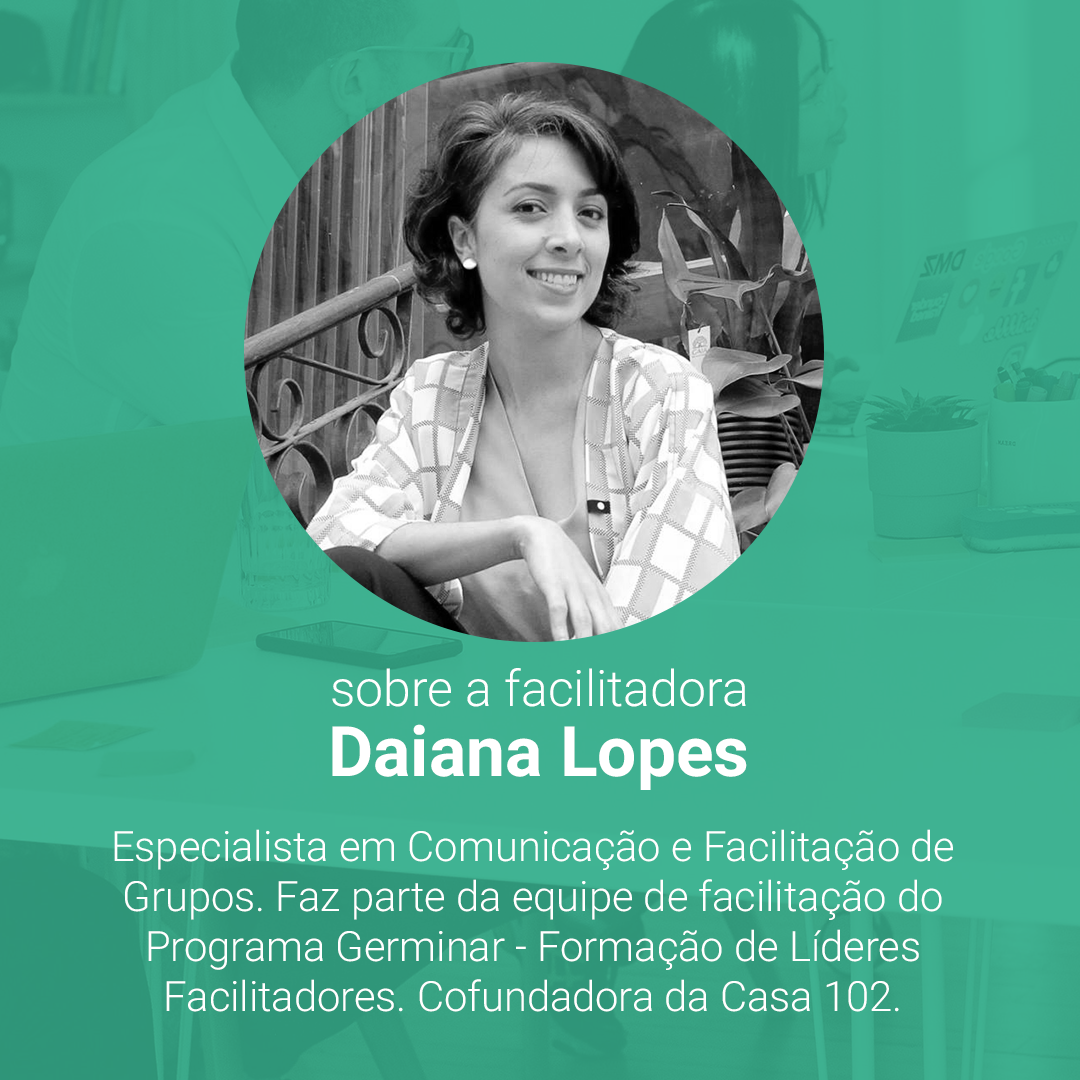 sobre a facilitadora
Daiana Lopes
Especialista em Comunicação e Facilitação de
Grupos. Faz parte da equipe de facilitação do
Programa Germinar - Formação de Líderes
Facilitadores. Cofundadora da Casa 102.